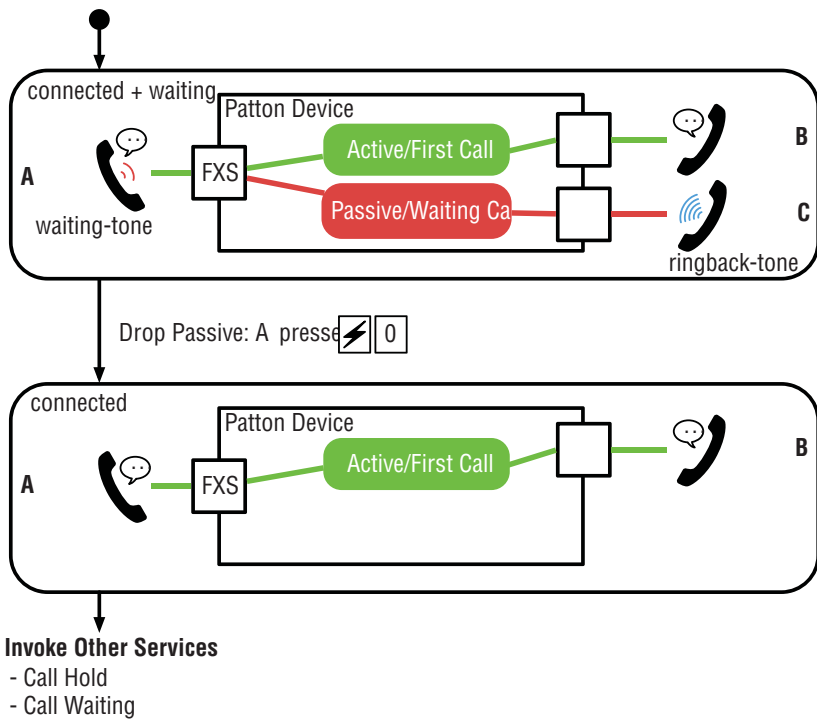 connected + waiting
Patton Device
Active/First Call
B
A
FXS
Passive/Waiting Ca
C
waiting-tone
ringback-tone
Drop Passive: A presse 0
connected
Patton Device
Active/First Call
B
A
FXS
Invoke Other Services
- Call Hold
- Call Waiting